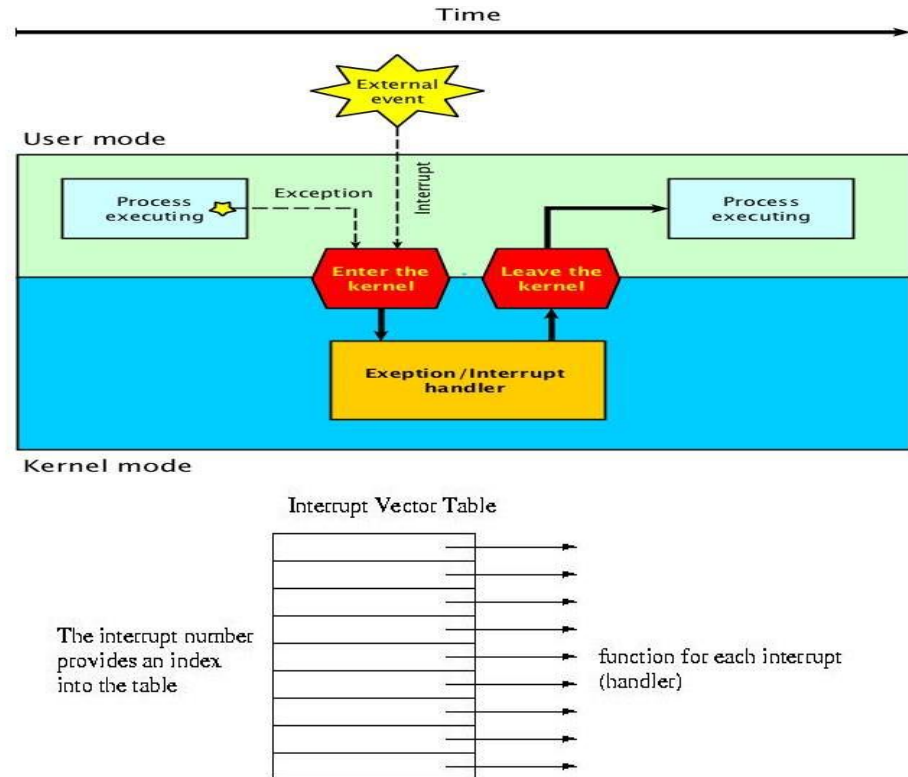 Time
External
event
User mode
Process
executing
Exception
Interrupt
Process
executing
Enter the
kernel
Leave the
kernel
Exeption/Interrupt
handler
Kernel mode
Interrupt Vector Table
The interrupt number
provides an index
into the table
function for each interrupt
(handler)